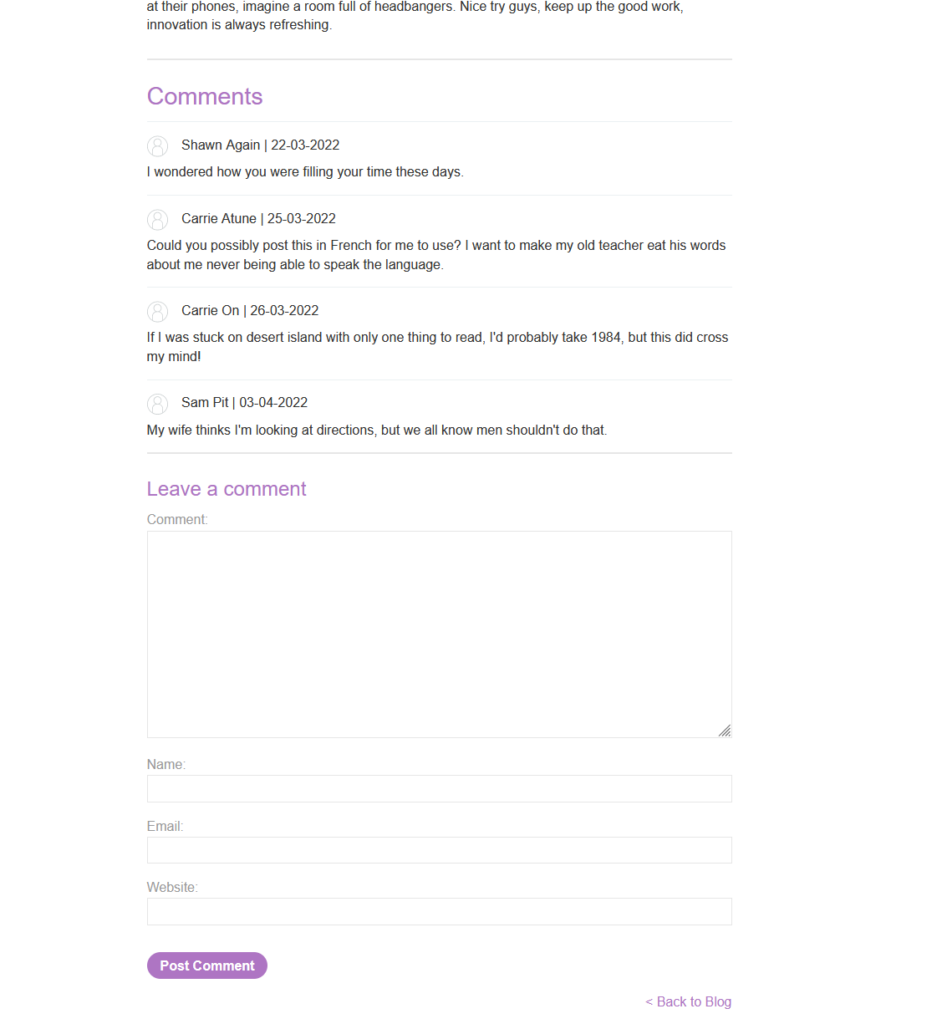 at their phones, imagine a room full of headbangers. Nice try guys, keep up the good work,
innovation is always refreshing.
Comments
Shawn Again | 22-03-2022
I wondered how you were filling your time these days.
Carrie Atune | 25-03-2022
Could you possibly post this in French for me to use? I want to make my old teacher eat his words
about me never being able to speak the language.
Carrie On | 26-03-2022
If I was stuck on desert island with only one thing to read, I'd probably take 1984, but this did cross
my mind!
Sam Pit | 03-04-2022
My wife thinks I'm looking at directions, but we all know men shouldn't do that.
Leave a comment
Comment:
Name:
Email:
Website:
Post Comment
< Back to Blog